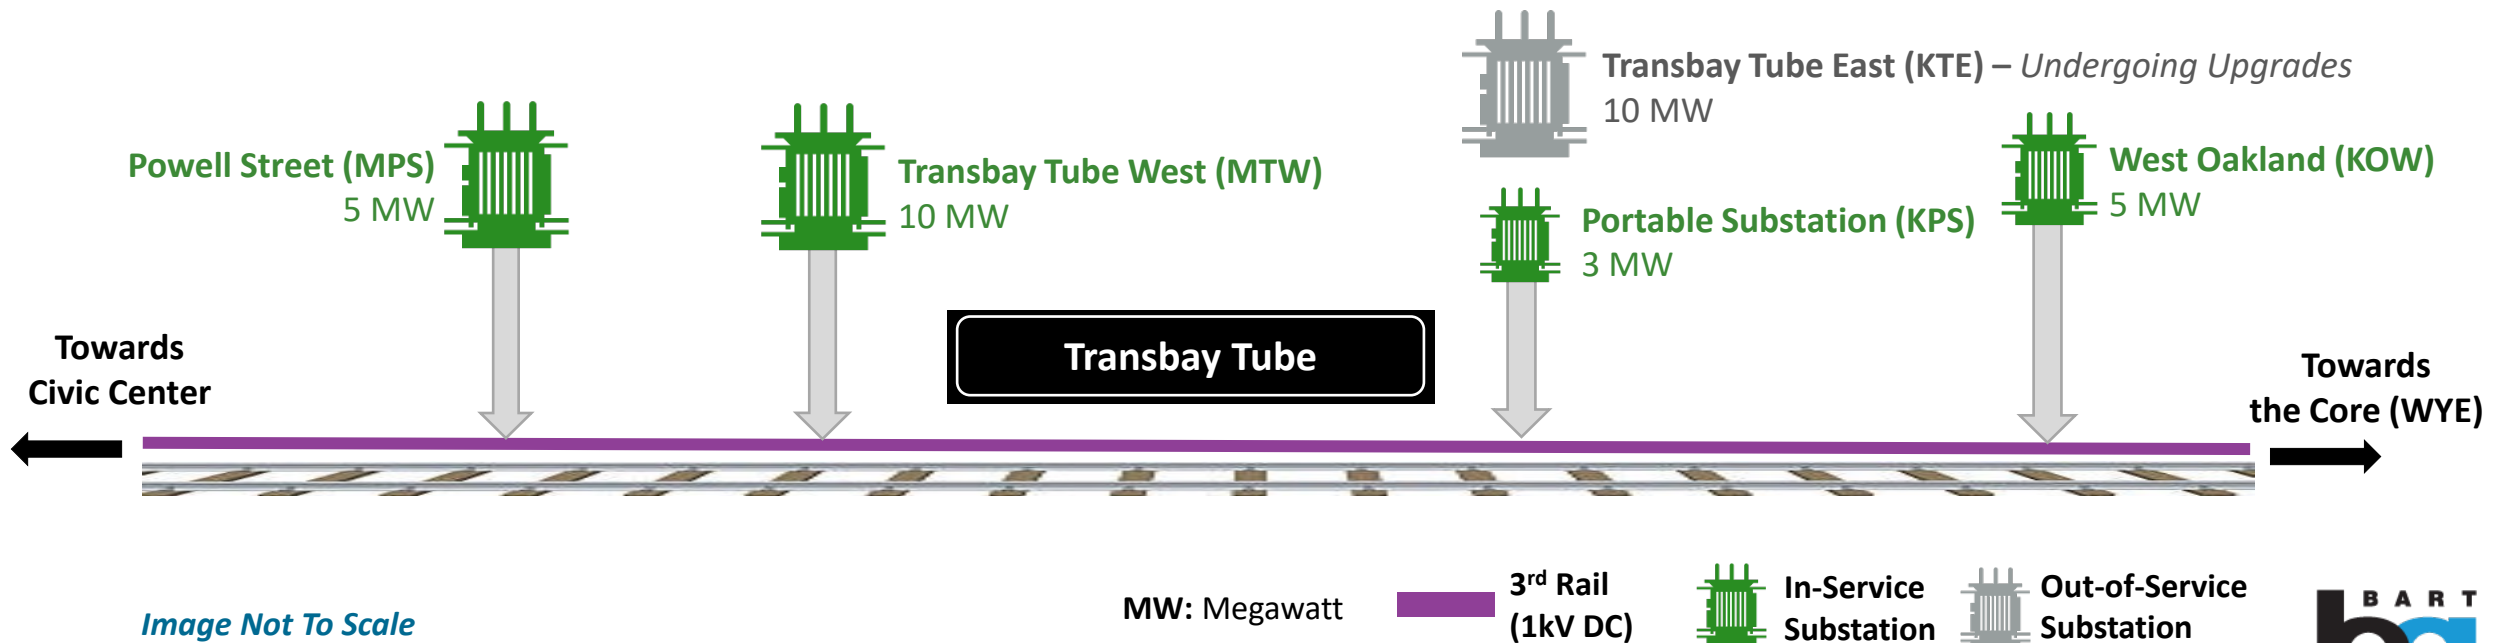 Transbay Tube East (KTE) – Undergoing Upgrades
10 MW
Powell Street (MPS)
5 MW
Transbay Tube West (MTW)
10 MW
West Oakland (KOW)
5 MW
Portable Substation (KPS)
3 MW
Towards
Civic Center
Transbay Tube
Towards
the Core (WYE)
Image Not To Scale
MW: Megawatt
3rd Rail
(1kV DC)
In-Service
Substation
Out-of-Service
Substation
BART
ba